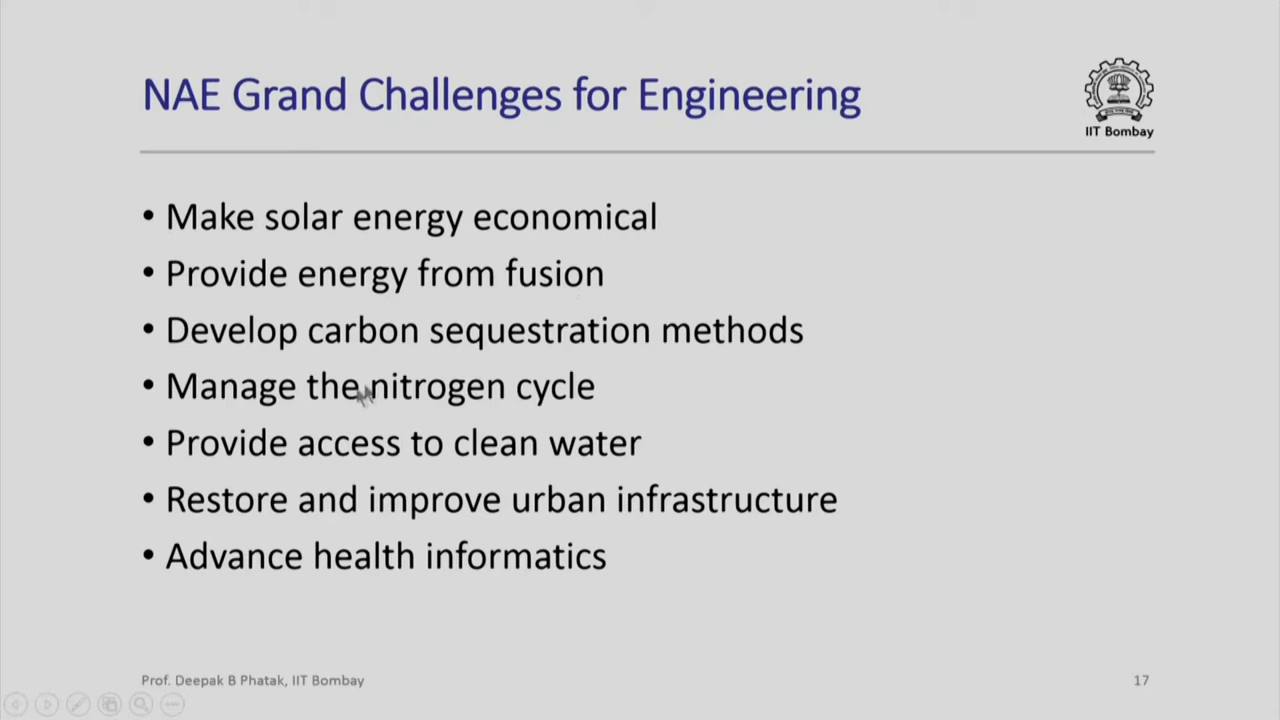 NAE Grand Challenges for Engineering
IIT Bombay
• Make solar energy economical
• Provide energy from fusion
• Develop carbon sequestration methods
• Manage the nitrogen cycle
• Provide access to clean water
• Restore and improve urban infrastructure
• Advance health informatics
Prof. Deepak B Phatak, IIT Bombay
17